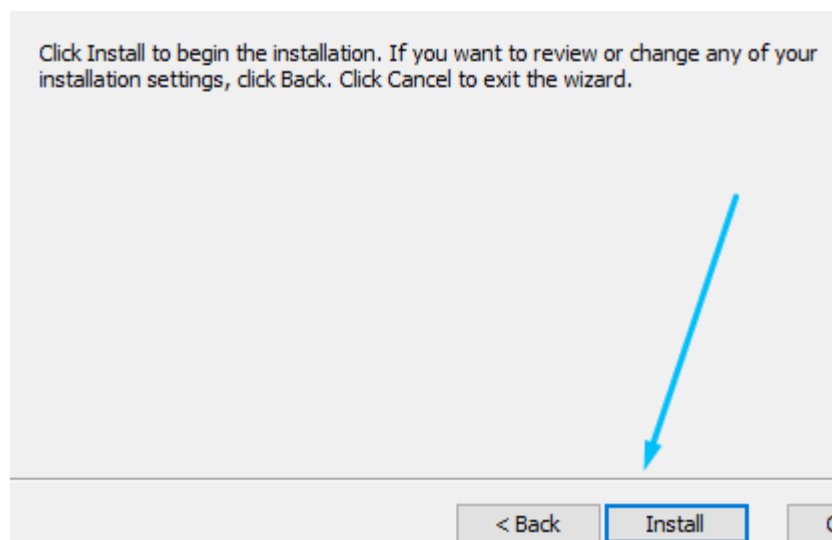 Click Install to begin the installation. If you want to review or change any of your
installation settings, click Back. Click Cancel to exit the wizard.
< Back
Install